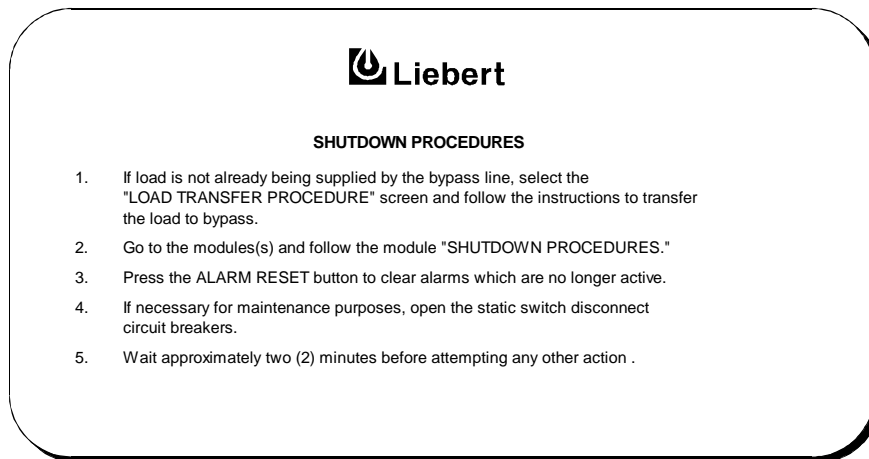 Liebert
SHUTDOWN PROCEDURES
1. If load is not already being supplied by the bypass line, select the
"LOAD TRANSFER PROCEDURE" screen and follow the instructions to transfer
the load to bypass.
2. Go to the modules(s) and follow the module "SHUTDOWN PROCEDURES."
3. Press the ALARM RESET button to clear alarms which are no longer active.
4. If necessary for maintenance purposes, open the static switch disconnect
circuit breakers.
5. Wait approximately two (2) minutes before attempting any other action .